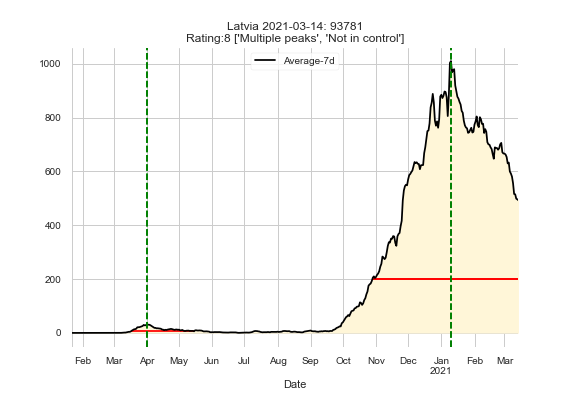 Latvia 2021-03-14: 93781
Rating:8 ['Multiple peaks', 'Not in control']
Average-7d
1000
800
600
400
200
0
Feb Mar Apr May Jun Jul Aug Sep Oct Nov Dec Jan Feb Mar
2021
Date